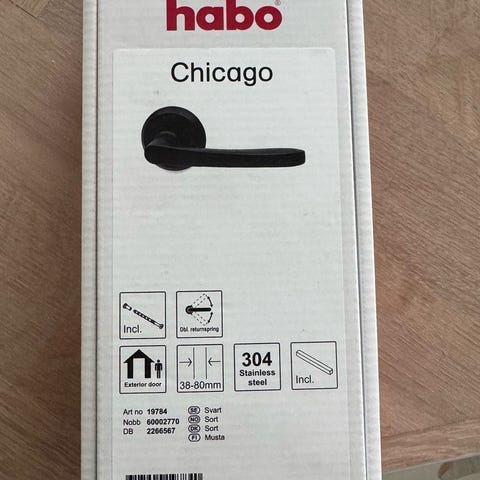 habo®
Chicago
Incl.
Dbl. returnspring
Exterior door
38-80mm
304
Stainless
steel
Incl.
Art no 19784
Nobb 60002770
DB 2266567
SE Svart
NO Sort
DK Sort
FI Musta